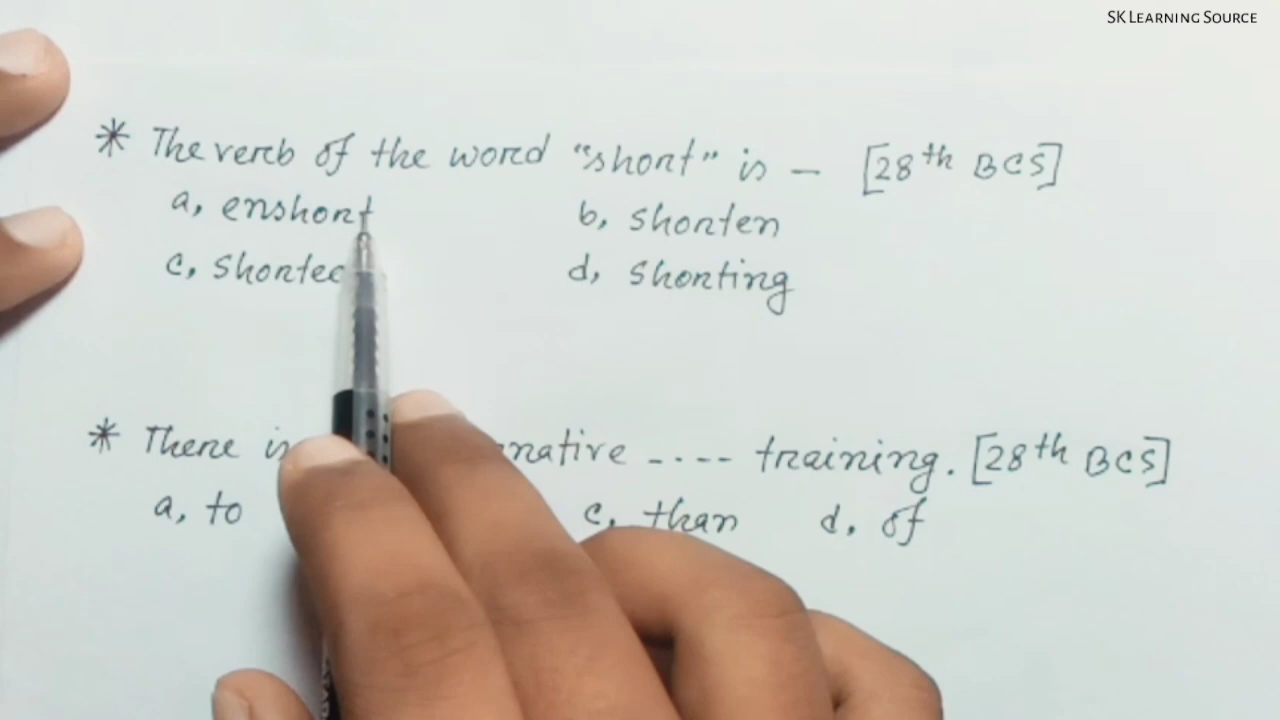 SK LEARNING SOURCE
* The verb of the word "short" is - [28th BCS]
a, enshort b, shorten
c, shorte d, shorting
* There is native .... training. [28th BCS]
a, to c, than d, of